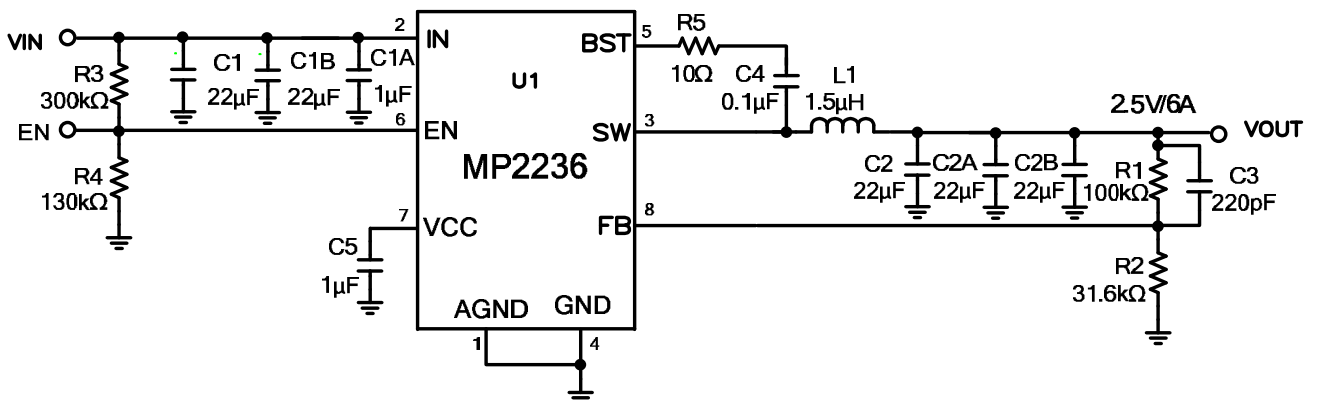 VIN
EN
R3
300kΩ
R4
130kΩ
C1
22µF
C1B
22µF
C1A
1µF
C5
1µF
2
6
7
IN
EN
VCC
U1
MP2236
AGND
GND
1
4
BST
SW
FB
5
3
8
R5
10Ω
C4
0.1µF
L1
1.5µH
C2
22µF
C2A
22µF
C2B
22µF
2.5V/6A
VOUT
R1
100kΩ
C3
220pF
R2
31.6kΩ